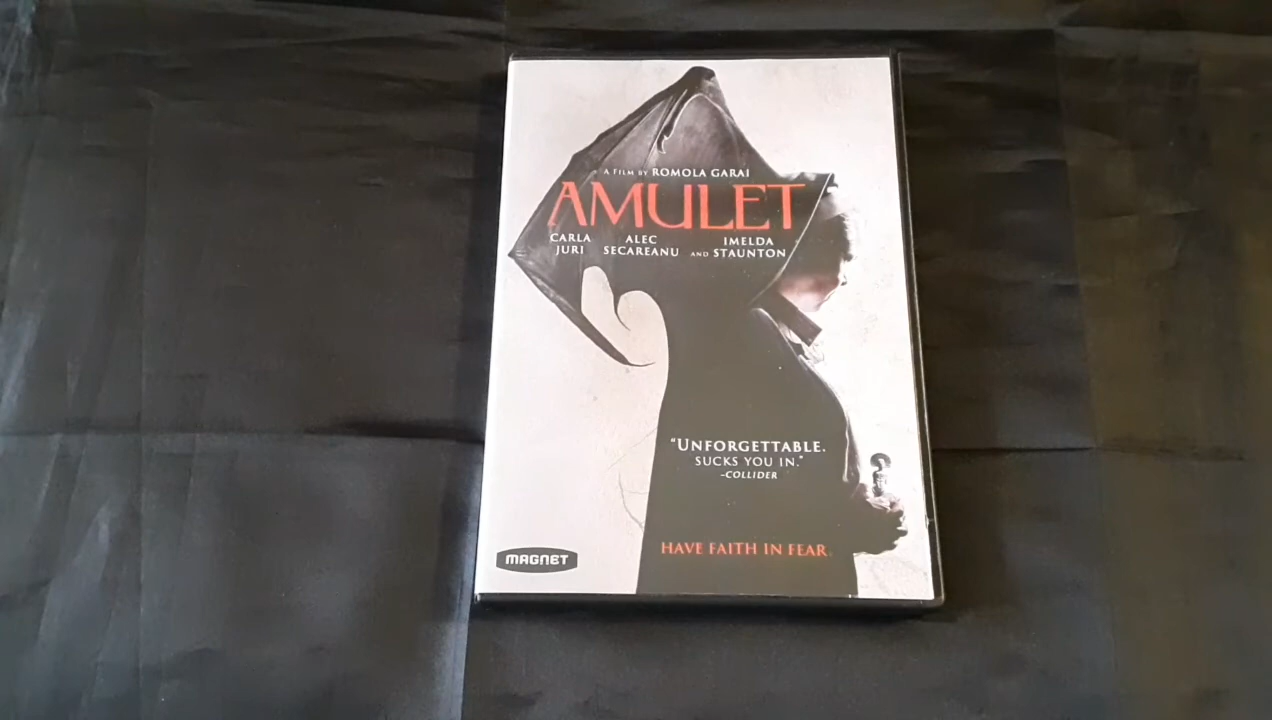 A FILM BY ROMOLA GARAI
AMULET
CARLA JURI
ALEC SECAREANU
AND IMELDA STAUNTON
"UNFORGETTABLE.
SUCKS YOU IN."
-COLLIDER
HAVE FAITH IN FEAR.
MAGNET